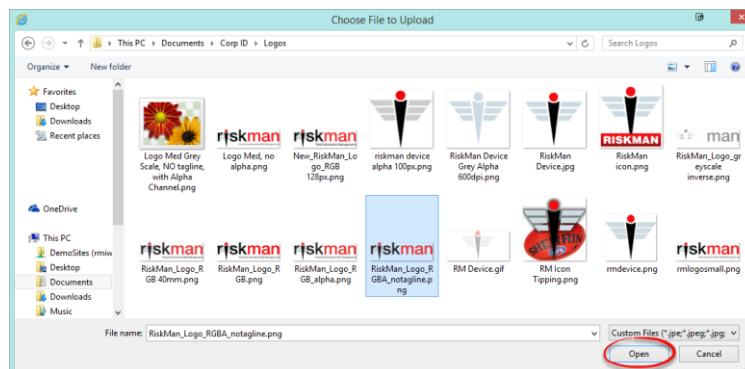 Choose File to Upload
This PC ▸ Documents ▸ Corp ID ▸ Logos
Search Logos
Organize
New folder
Favorites
Desktop
Downloads
Recent places
OneDrive
This PC
DemoSites (rmiw
Desktop
Documents
Downloads
Music
riskman
riskman
RISKMAN
man
Logo Med Grey
Scale, NO tagline,
with Alpha
Channel.png
Logo Med, no
alpha.png
New_RiskMan_Lo
go_RGB
128px.png
riskman device
alpha 100px.png
RiskMan Device
Grey Alpha
600dpi.png
RiskMan
Device.jpg
RiskMan
icon.png
RiskMan_Logo_gr
eyscale
inverse.png
riskman
riskman
riskman
riskman
riskman
RiskMan_Logo_R
GB 40mm.png
RiskMan_Logo_R
GB.png
RiskMan_Logo_R
GB_alpha.png
RiskMan_Logo_R
GBA_notagline.p
ng
RM Device.gif
RM Icon
Tipping.png
rmdevice.png
rmlogosmall.png
File name: RiskMan_Logo_RGBA_notagline.png
Custom Files (*.jpe;*.jpeg;*.jpg;
Open
Cancel